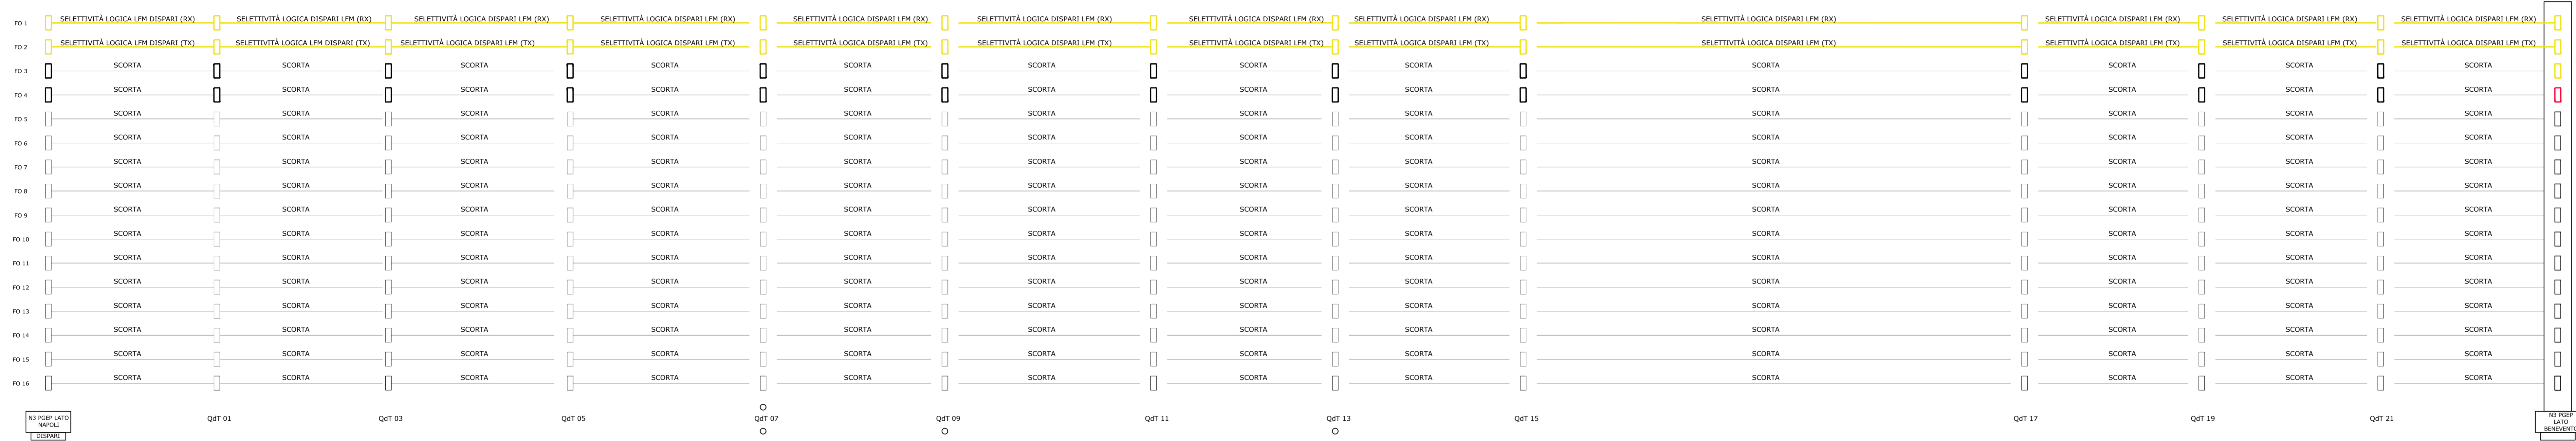 FO 1 SELETTIVITÀ LOGICA LFM DISPARI (RX) SELETTIVITÀ LOGICA DISPARI LFM (RX) SELETTIVITÀ LOGICA DISPARI LFM (RX) SELETTIVITÀ LOGICA DISPARI LFM (RX) SELETTIVITÀ LOGICA DISPARI LFM (RX) SELETTIVITÀ LOGICA DISPARI LFM (RX) SELETTIVITÀ LOGICA DISPARI LFM (RX) SELETTIVITÀ LOGICA DISPARI LFM (RX) SELETTIVITÀ LOGICA DISPARI LFM (RX) SELETTIVITÀ LOGICA DISPARI LFM (RX) SELETTIVITÀ LOGICA DISPARI LFM (RX) SELETTIVITÀ LOGICA DISPARI LFM (RX)
FO 2 SELETTIVITÀ LOGICA LFM DISPARI (TX) SELETTIVITÀ LOGICA DISPARI LFM (TX) SELETTIVITÀ LOGICA DISPARI LFM (TX) SELETTIVITÀ LOGICA DISPARI LFM (TX) SELETTIVITÀ LOGICA DISPARI LFM (TX) SELETTIVITÀ LOGICA DISPARI LFM (TX) SELETTIVITÀ LOGICA DISPARI LFM (TX) SELETTIVITÀ LOGICA DISPARI LFM (TX) SELETTIVITÀ LOGICA DISPARI LFM (TX) SELETTIVITÀ LOGICA DISPARI LFM (TX) SELETTIVITÀ LOGICA DISPARI LFM (TX) SELETTIVITÀ LOGICA DISPARI LFM (TX)
FO 3 SCORTA SCORTA SCORTA SCORTA SCORTA SCORTA SCORTA SCORTA SCORTA SCORTA SCORTA SCORTA
FO 4 SCORTA SCORTA SCORTA SCORTA SCORTA SCORTA SCORTA SCORTA SCORTA SCORTA SCORTA SCORTA
FO 5 SCORTA SCORTA SCORTA SCORTA SCORTA SCORTA SCORTA SCORTA SCORTA SCORTA SCORTA SCORTA
FO 6 SCORTA SCORTA SCORTA SCORTA SCORTA SCORTA SCORTA SCORTA SCORTA SCORTA SCORTA SCORTA
FO 7 SCORTA SCORTA SCORTA SCORTA SCORTA SCORTA SCORTA SCORTA SCORTA SCORTA SCORTA SCORTA
FO 8 SCORTA SCORTA SCORTA SCORTA SCORTA SCORTA SCORTA SCORTA SCORTA SCORTA SCORTA SCORTA
FO 9 SCORTA SCORTA SCORTA SCORTA SCORTA SCORTA SCORTA SCORTA SCORTA SCORTA SCORTA SCORTA
FO 10 SCORTA SCORTA SCORTA SCORTA SCORTA SCORTA SCORTA SCORTA SCORTA SCORTA SCORTA SCORTA
FO 11 SCORTA SCORTA SCORTA SCORTA SCORTA SCORTA SCORTA SCORTA SCORTA SCORTA SCORTA SCORTA
FO 12 SCORTA SCORTA SCORTA SCORTA SCORTA SCORTA SCORTA SCORTA SCORTA SCORTA SCORTA SCORTA
FO 13 SCORTA SCORTA SCORTA SCORTA SCORTA SCORTA SCORTA SCORTA SCORTA SCORTA SCORTA SCORTA
FO 14 SCORTA SCORTA SCORTA SCORTA SCORTA SCORTA SCORTA SCORTA SCORTA SCORTA SCORTA SCORTA
FO 15 SCORTA SCORTA SCORTA SCORTA SCORTA SCORTA SCORTA SCORTA SCORTA SCORTA SCORTA SCORTA
FO 16 SCORTA SCORTA SCORTA SCORTA SCORTA SCORTA SCORTA SCORTA SCORTA SCORTA SCORTA SCORTA
N3 PGEP LATO
NAPOLI
DISPARI
QdT 01 QdT 03 QdT 05 QdT 07 QdT 09 QdT 11 QdT 13 QdT 15 QdT 17 QdT 19 QdT 21
N3 PGEP
LATO
BENEVENTO